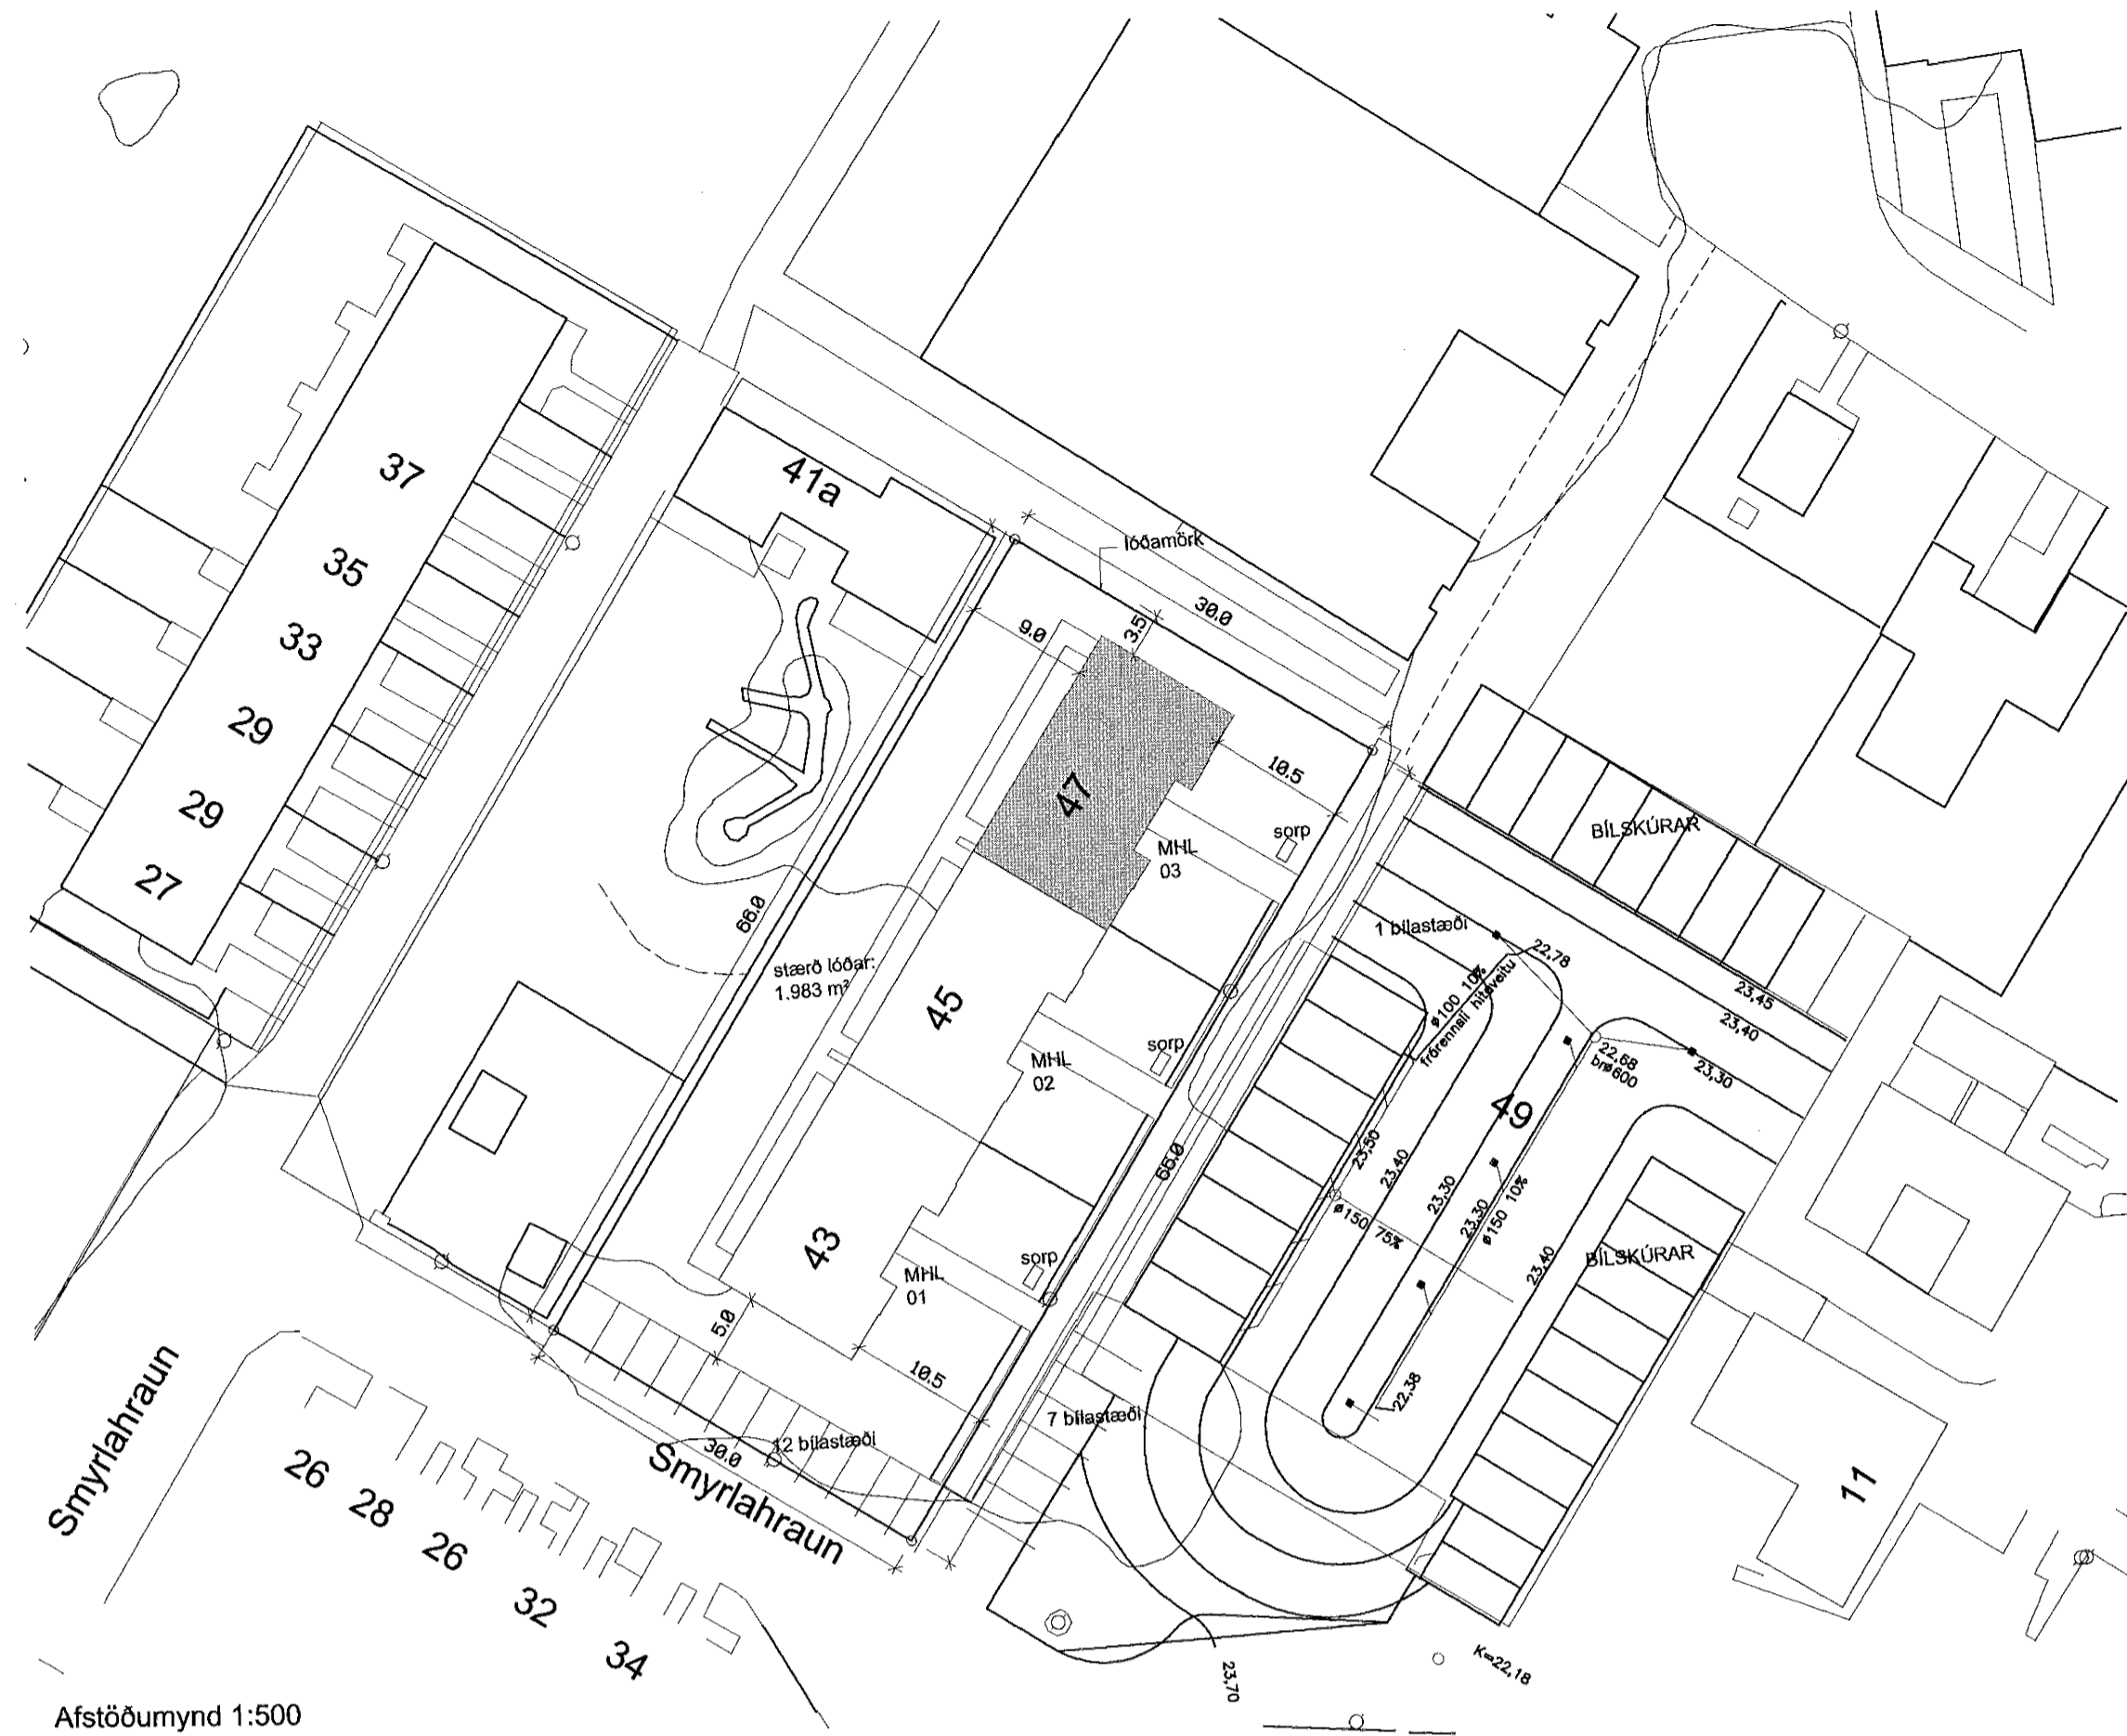 37
35
33
29
29
27
41a
lóðamörk
30.0
9.0
3.5
47
10.5
sorp
MHL
03
66.0
stærð lóðar:
1.983 m²
45
sorp
MHL
02
66.0
43
sorp
MHL
01
5.0
10.5
12 bílastæði
30.0
7 bílastæði
1 bílastæði
BÍLSKÚRAR
22,78
23,45
23,40
ø100 10%
frárennsli hitaveitu
22,68
brø600
23,30
49
23,50
23,40
23,30
23,30
ø150 10%
ø150 75%
23,40
BÍLSKÚRAR
22,38
11
Smyrlahraun
Smyrlahraun
26
28
26
32
34
23,70
K=22,18
Afstöðumynd 1:500